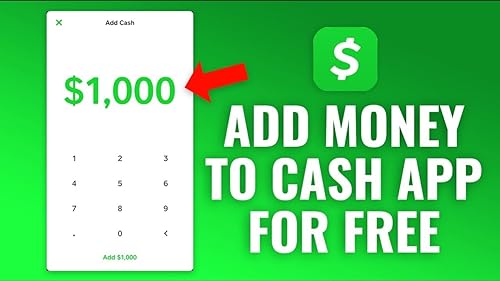 × Add Cash
$1,000
1 2 3
4 5 6
7 8 9
. 0 <
Add $1,000
$
ADD MONEY
TO CASH APP
FOR FREE